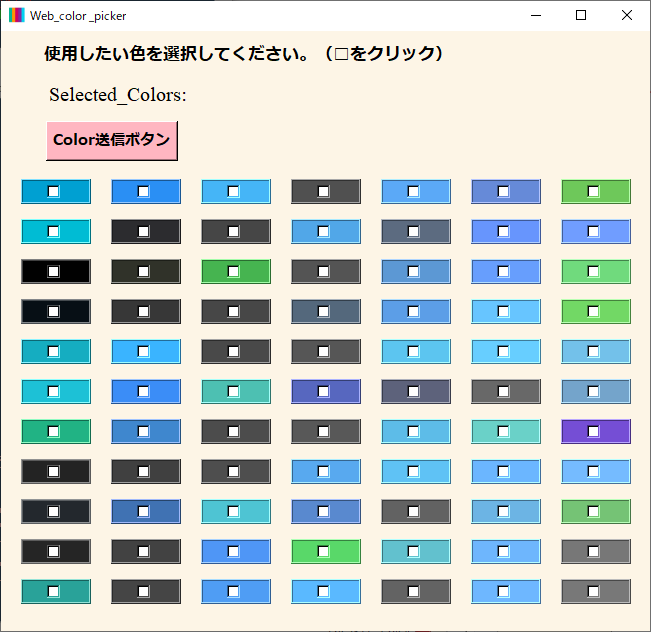 Web_color _picker
使用したい色を選択してください。（□をクリック）
Selected_Colors:
Color送信ボタン